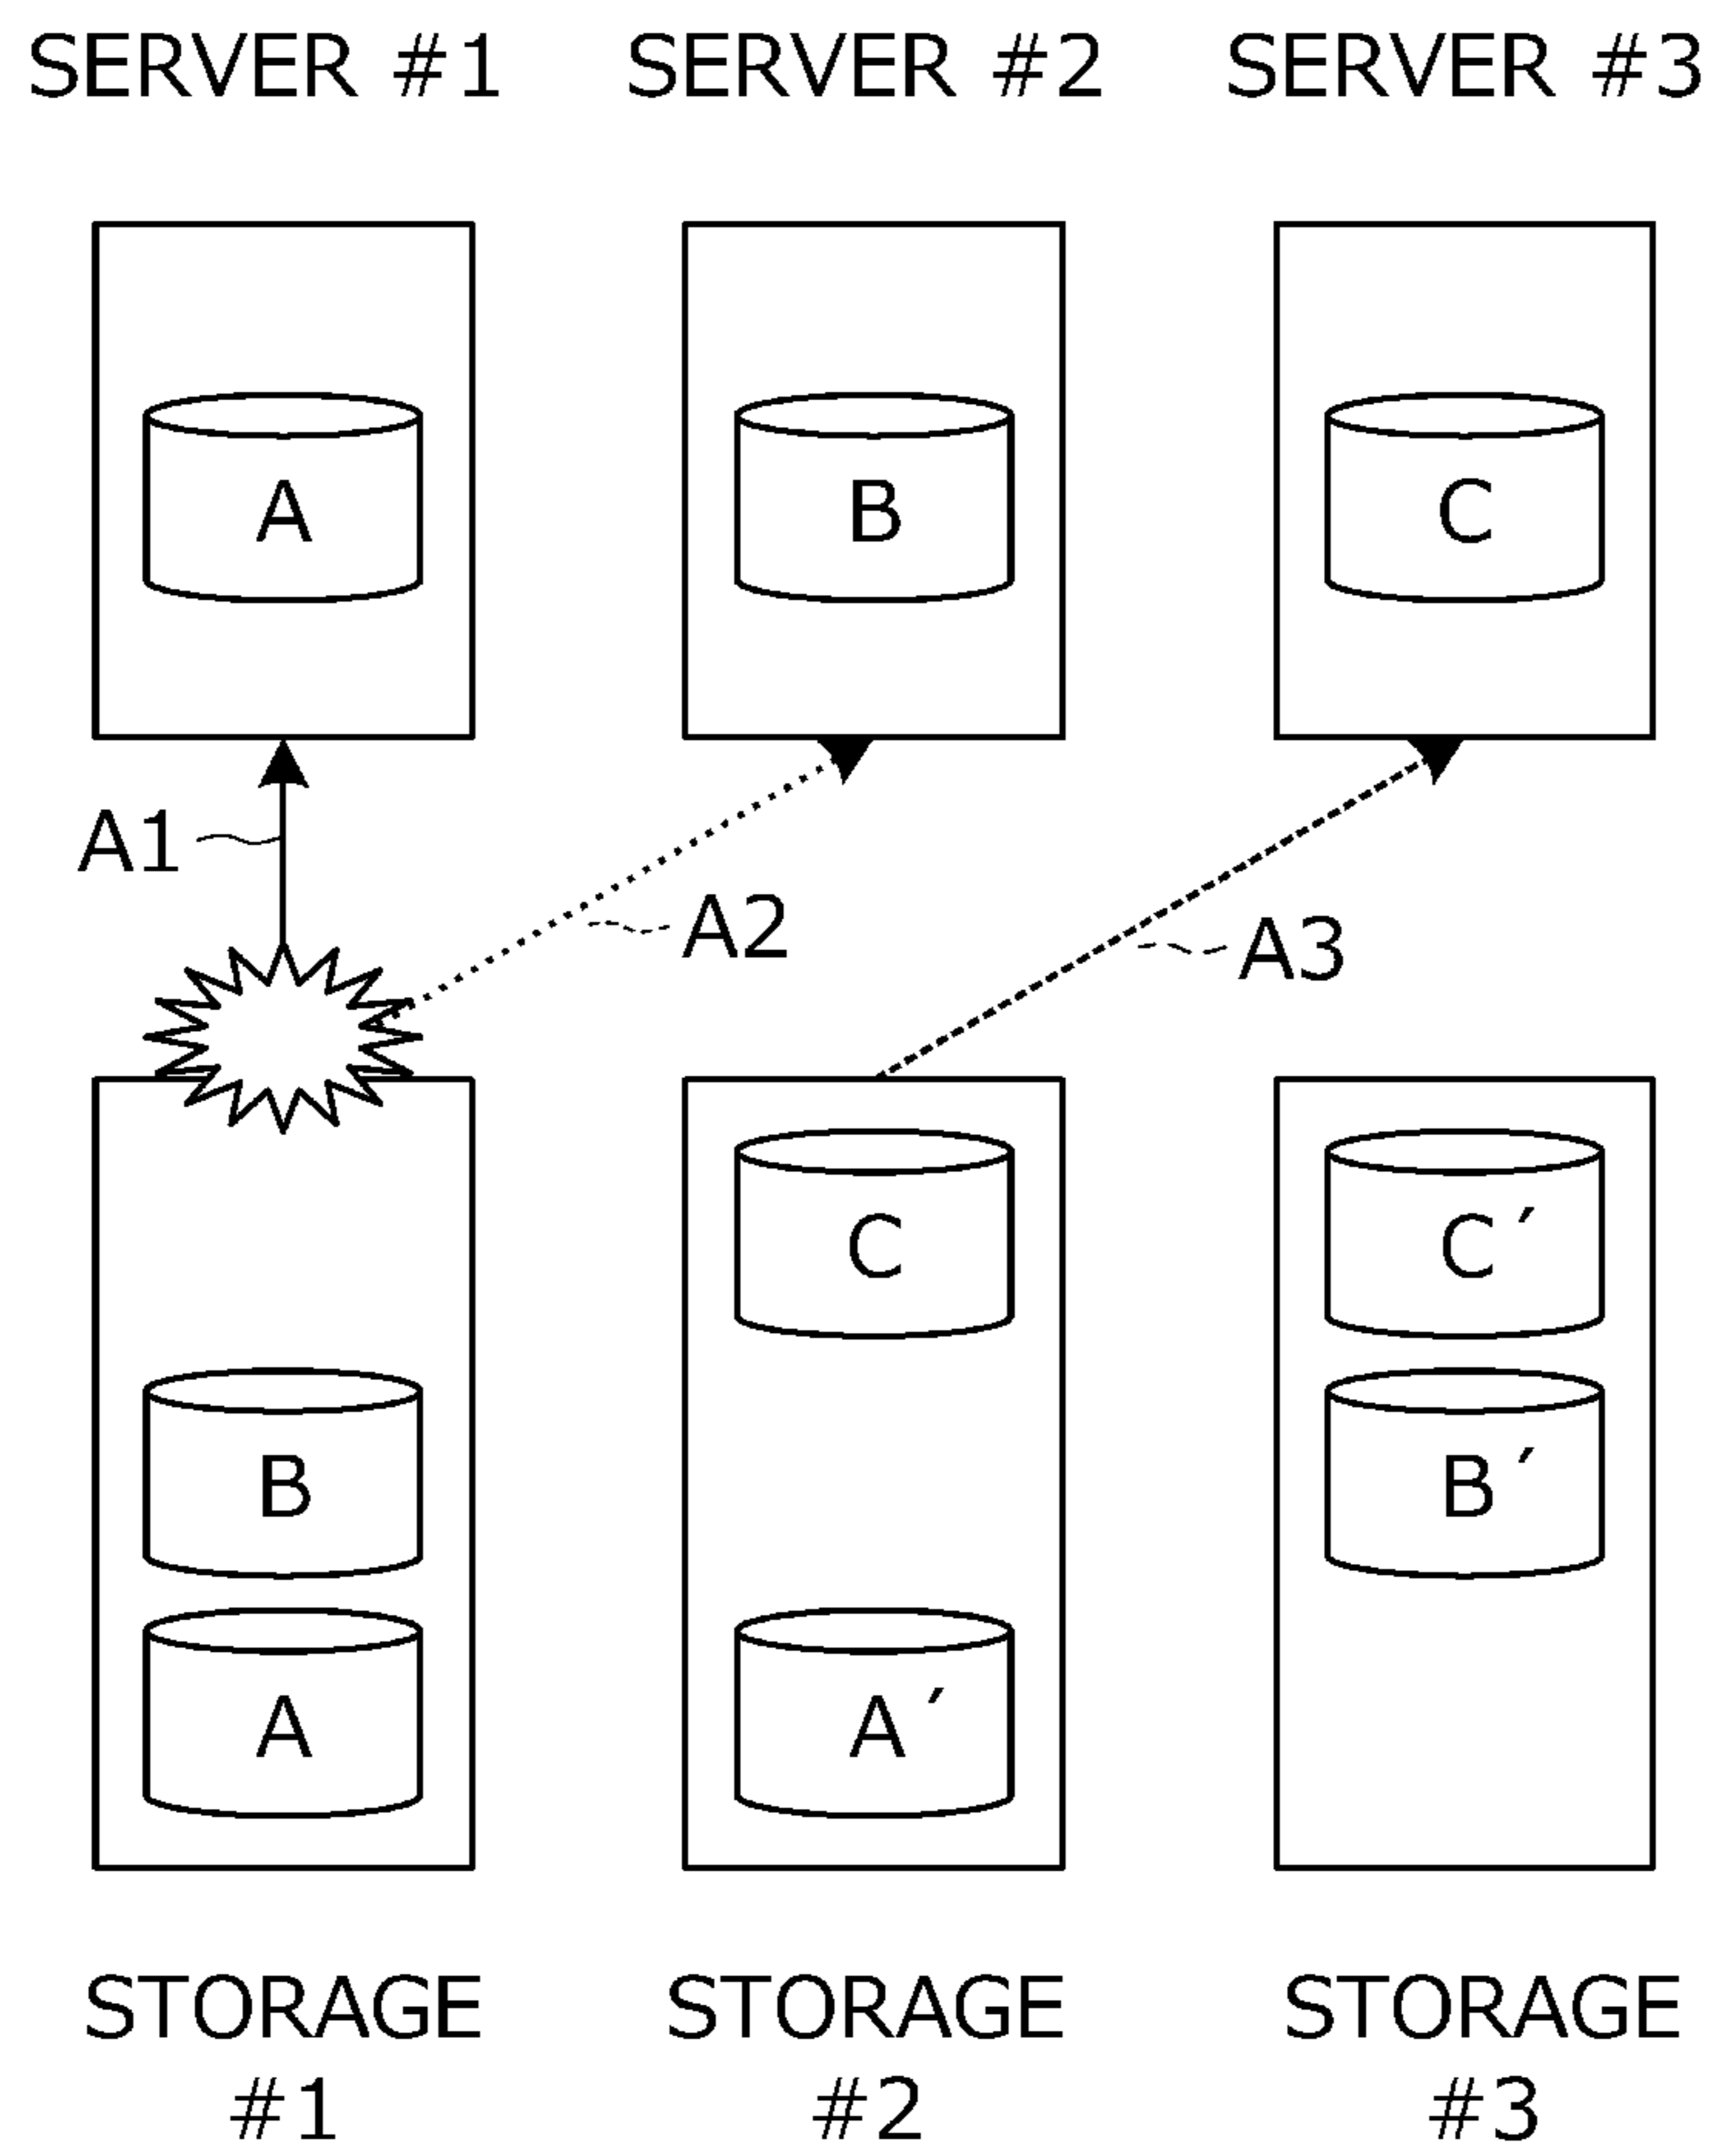 SERVER #1 SERVER #2 SERVER #3
A B C
A1
A2
A3
C C´
B B´
A A´
STORAGE #1
STORAGE #2
STORAGE #3